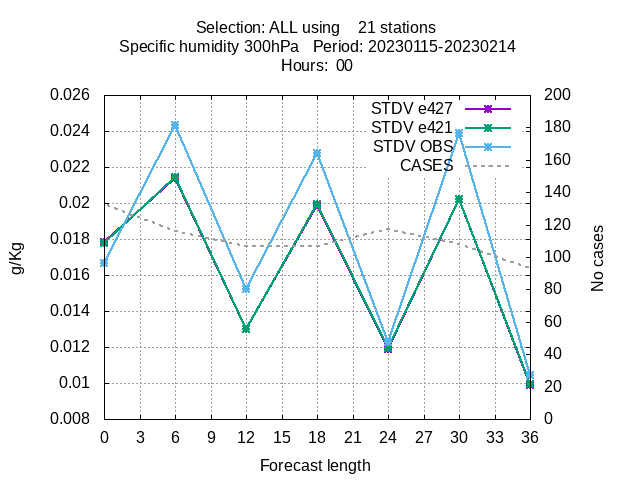 Selection: ALL using    21 stations
Specific humidity 300hPa   Period: 20230115-20230214
Hours:  00
STDV e427
STDV e421
STDV OBS
CASES
g/Kg
0.026
0.024
0.022
0.02
0.018
0.016
0.014
0.012
0.01
0.008
200
180
160
140
120
100
80
60
40
20
0
No cases
0 3 6 9 12 15 18 21 24 27 30 33 36
Forecast length